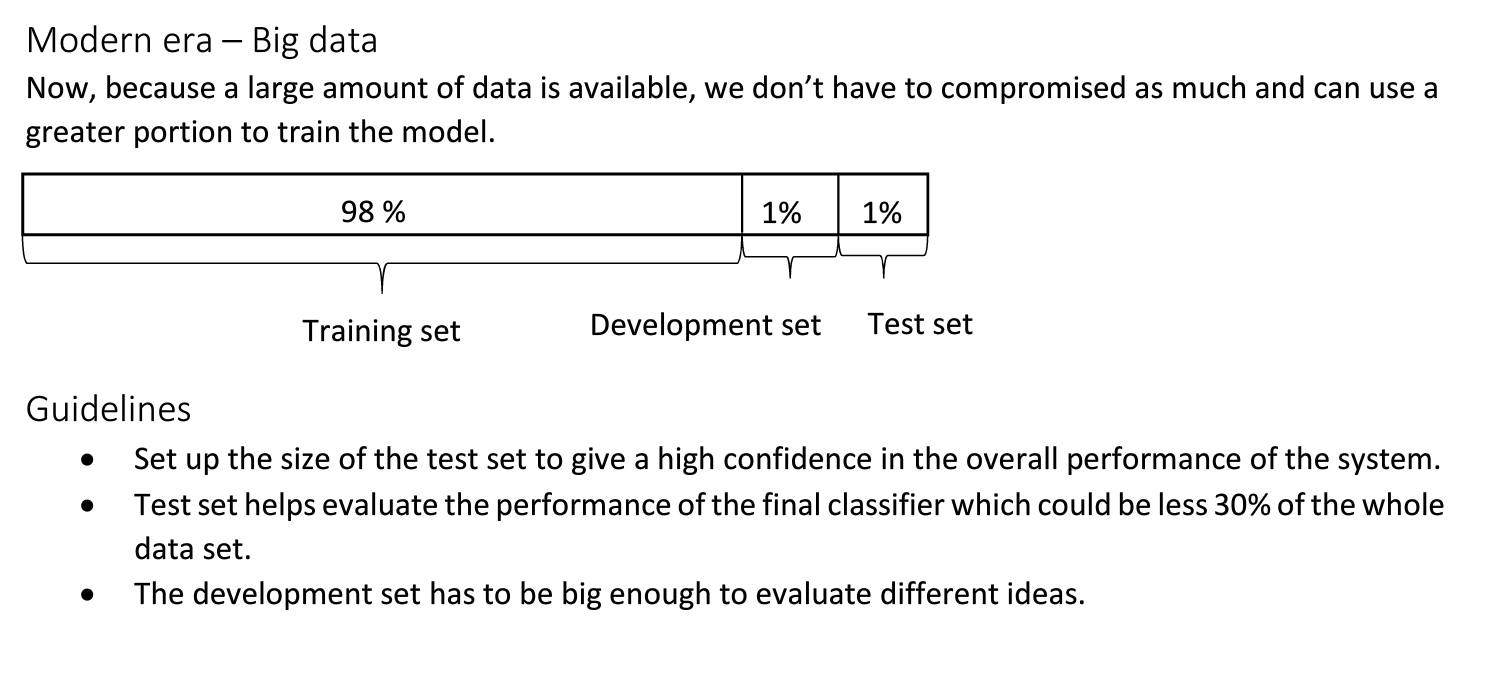 Modern era – Big data
Now, because a large amount of data is available, we don’t have to compromised as much and can use a
greater portion to train the model.
98 % 1% 1%
Training set Development set Test set
Guidelines
• Set up the size of the test set to give a high confidence in the overall performance of the system.
• Test set helps evaluate the performance of the final classifier which could be less 30% of the whole
data set.
• The development set has to be big enough to evaluate different ideas.